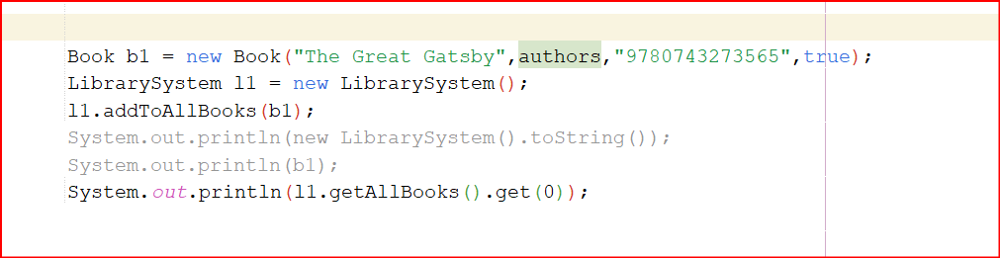 Book b1 = new Book("The Great Gatsby",authors,"9780743273565",true);
LibrarySystem l1 = new LibrarySystem();
l1.addToAllBooks(b1);
System.out.println(new LibrarySystem().toString());
System.out.println(b1);
System.out.println(l1.getAllBooks().get(0));